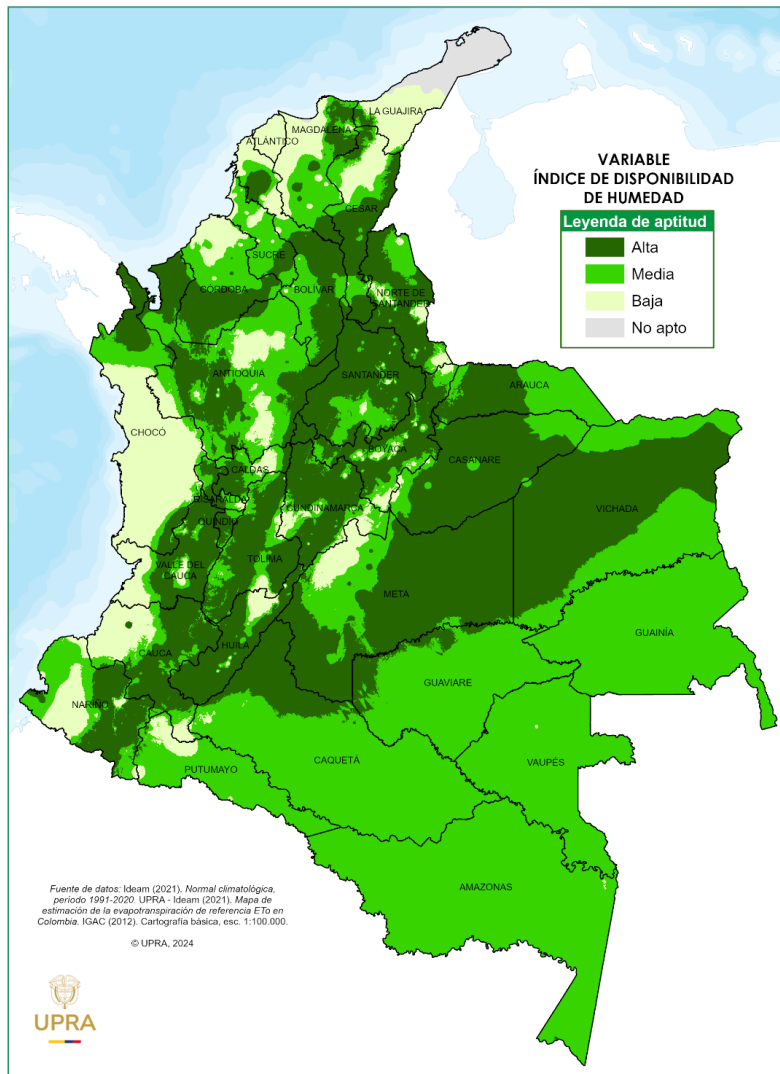 LA GUAJIRA
MAGDALENA
ATLÁNTICO
VARIABLE
ÍNDICE DE DISPONIBILIDAD
DE HUMEDAD
Leyenda de aptitud
Alta
Media
Baja
No apto
CESAR
SUCRE
CÓRDOBA
BOLÍVAR
NORTE DE
SANTANDER
ANTIOQUIA
SANTANDER
ARAUCA
CHOCÓ
BOYACÁ
CASANARE
CALDAS
RISARALDA
CUNDINAMARCA
QUINDÍO
VICHADA
TOLIMA
VALLE DEL
CAUCA
META
GUAINÍA
HUILA
CAUCA
GUAVIARE
NARIÑO
CAQUETÁ
VAUPÉS
PUTUMAYO
AMAZONAS
Fuente de datos: Ideam (2021). Normal climatológica,
período 1991-2020. UPRA - Ideam (2021). Mapa de
estimación de la evapotranspiración de referencia ETo en
Colombia. IGAC (2012). Cartografía básica, esc. 1:100.000.
© UPRA, 2024
UPRA